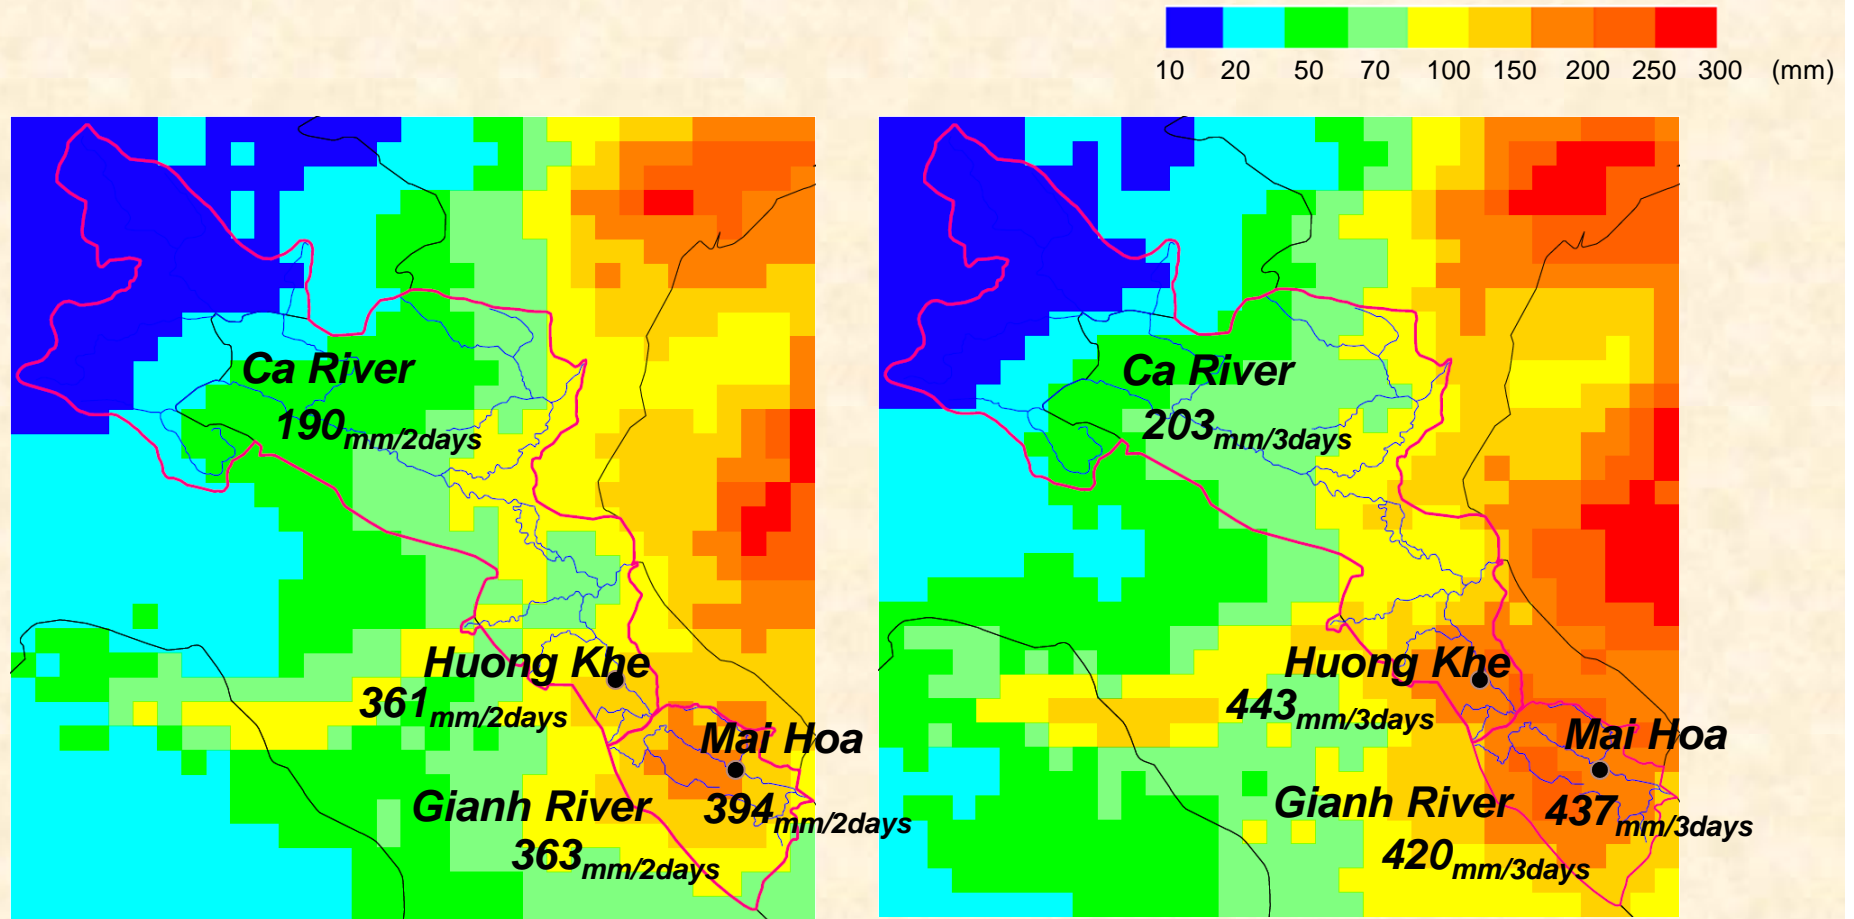 10 20 50 70 100 150 200 250 300 (mm)
Ca River
190mm/2days
Huong Khe
361mm/2days
Mai Hoa
394mm/2days
Gianh River
363mm/2days
Ca River
203mm/3days
Huong Khe
443mm/3days
Mai Hoa
437mm/3days
Gianh River
420mm/3days